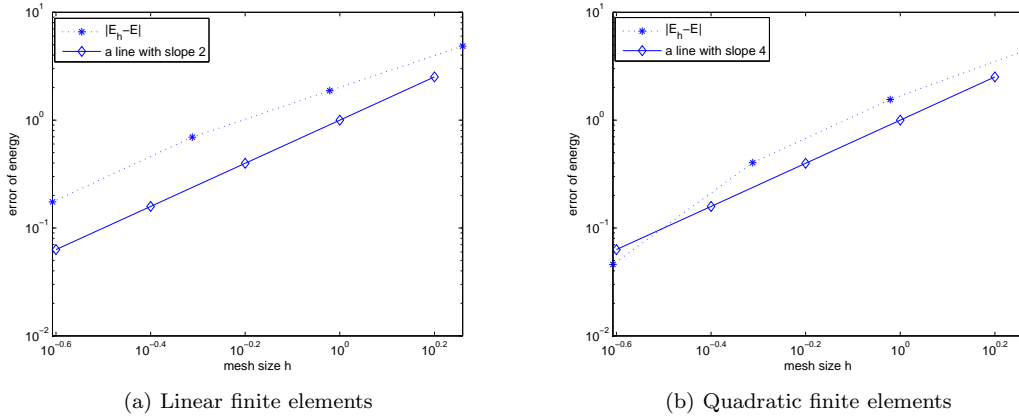 10^1
10^0
10^-1
10^-2
error of energy
|E_h−E|
a line with slope 2
10^-0.6
10^-0.4
10^-0.2
10^0
10^0.2
mesh size h
(a) Linear finite elements
10^1
10^0
10^-1
10^-2
error of energy
|E_h−E|
a line with slope 4
10^-0.6
10^-0.4
10^-0.2
10^0
10^0.2
mesh size h
(b) Quadratic finite elements